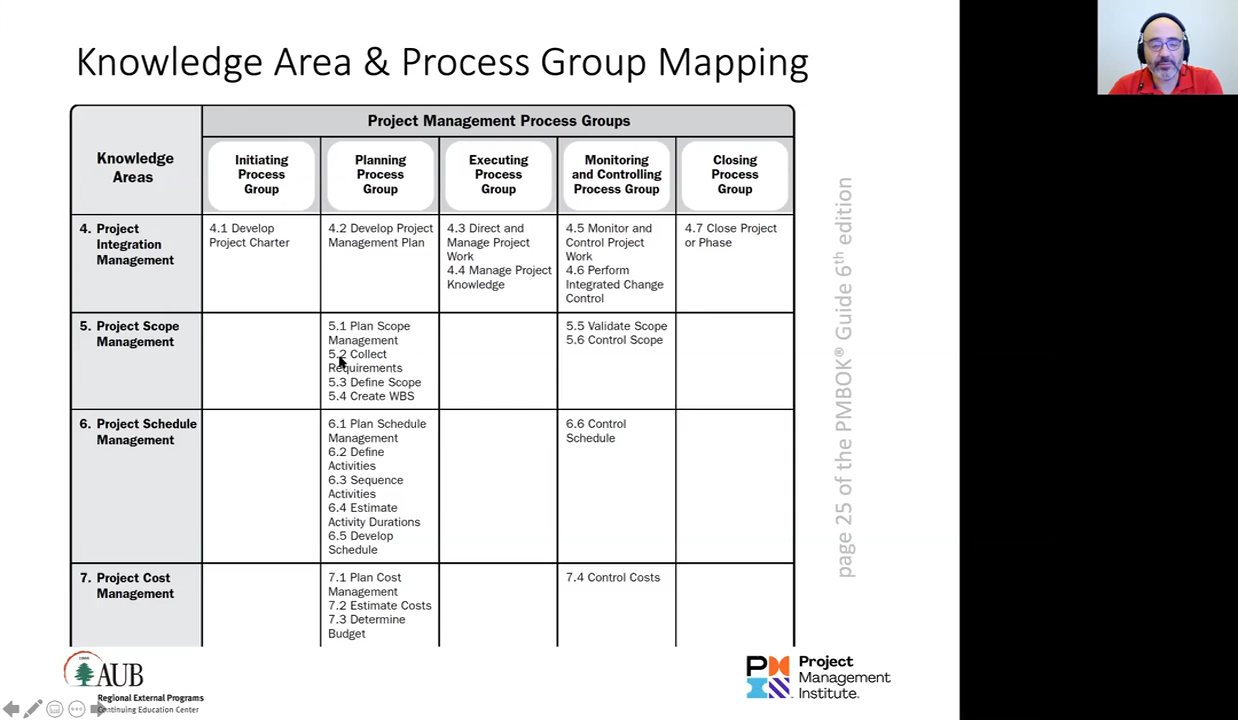 Knowledge Area & Process Group Mapping
Knowledge
Areas
Project Management Process Groups
Initiating
Process
Group
Planning
Process
Group
Executing
Process
Group
Monitoring
and Controlling
Process Group
Closing
Process
Group
4. Project
Integration
Management
4.1 Develop
Project Charter
4.2 Develop Project
Management Plan
4.3 Direct and
Manage Project
Work
4.4 Manage Project
Knowledge
4.5 Monitor and
Control Project
Work
4.6 Perform
Integrated Change
Control
4.7 Close Project
or Phase
5. Project Scope
Management
5.1 Plan Scope
Management
5.2 Collect
Requirements
5.3 Define Scope
5.4 Create WBS
5.5 Validate Scope
5.6 Control Scope
6. Project Schedule
Management
6.1 Plan Schedule
Management
6.2 Define
Activities
6.3 Sequence
Activities
6.4 Estimate
Activity Durations
6.5 Develop
Schedule
6.6 Control
Schedule
7. Project Cost
Management
7.1 Plan Cost
Management
7.2 Estimate Costs
7.3 Determine
Budget
7.4 Control Costs
page 25 of the PMBOK® Guide 6th edition
AUB
Regional External Programs
Continuing Education Center
Project
Management
Institute.